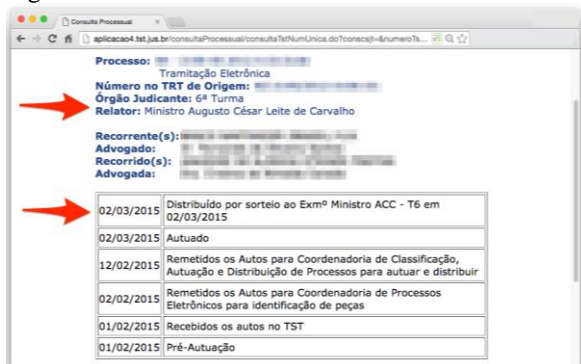 Consulta Processual
aplicacao4.tst.jus.br/consultaProcessual/consultaTstNumUnica.do?conscsjt=&numeroTs...
Processo:
Tramitação Eletrônica
Número no TRT de Origem:
Órgão Judicante: 6ª Turma
Relator: Ministro Augusto César Leite de Carvalho
Recorrente(s):
Advogado:
Recorrido(s):
Advogada:
02/03/2015 Distribuído por sorteio ao Exmº Ministro ACC - T6 em
02/03/2015
02/03/2015 Autuado
12/02/2015 Remetidos os Autos para Coordenadoria de Classificação,
Autuação e Distribuição de Processos para autuar e distribuir
02/02/2015 Remetidos os Autos para Coordenadoria de Processos
Eletrônicos para identificação de peças
01/02/2015 Recebidos os autos no TST
01/02/2015 Pré-Autuação